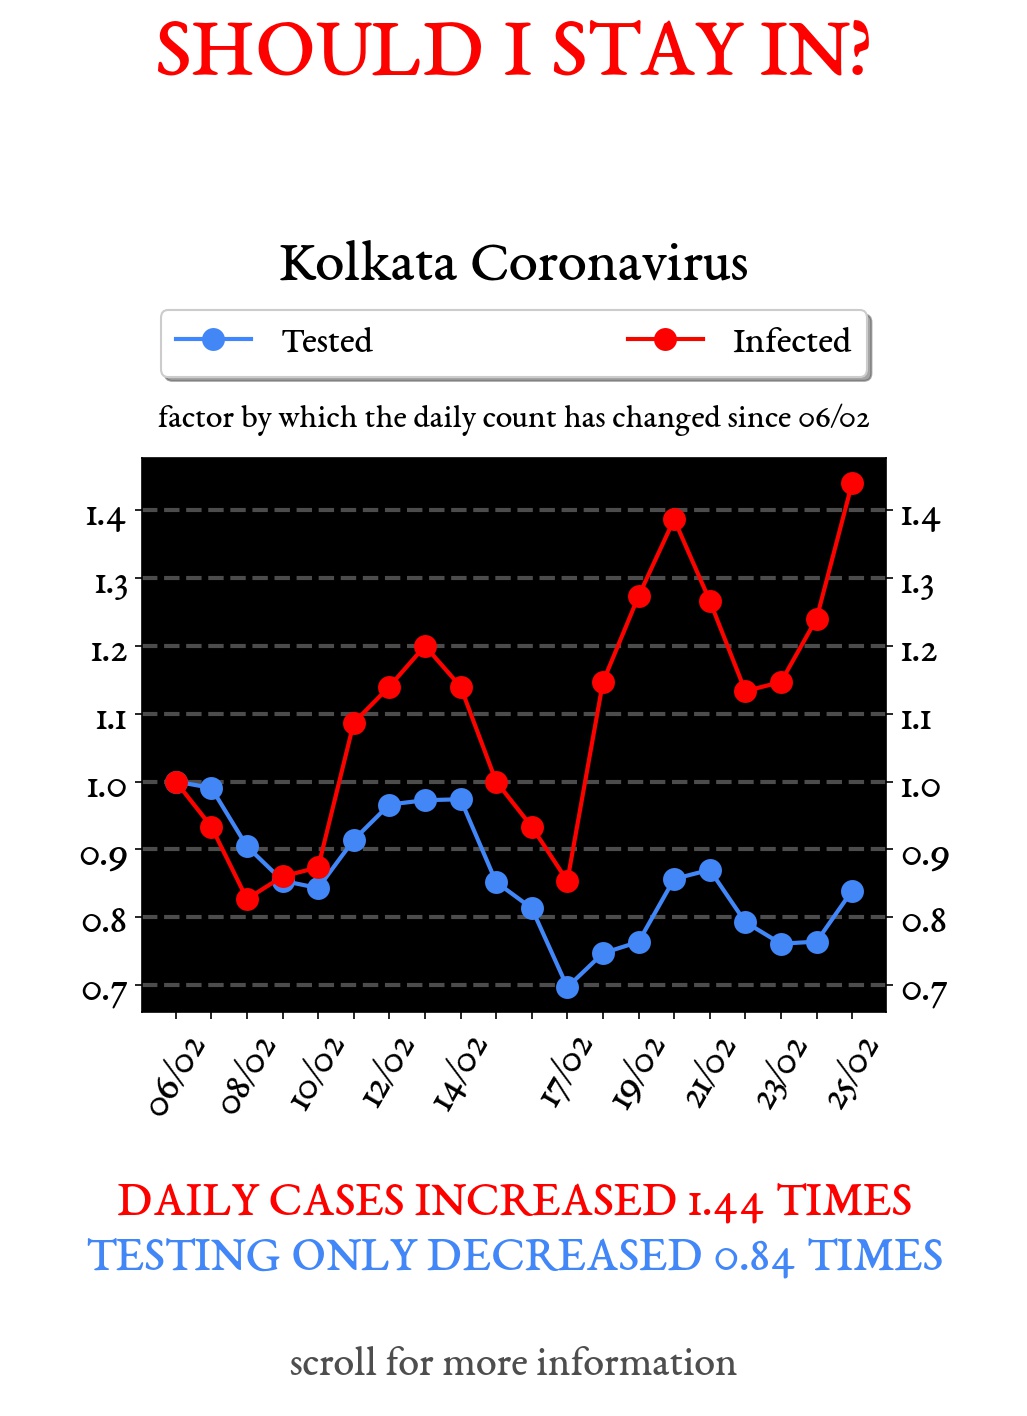 SHOULD I STAY IN?
Kolkata Coronavirus
Tested Infected
factor by which the daily count has changed since 06/02
1.4 1.4
1.3 1.3
1.2 1.2
1.1 1.1
1.0 1.0
0.9 0.9
0.8 0.8
0.7 0.7
06/02 08/02 10/02 12/02 14/02 17/02 19/02 21/02 23/02 25/02
DAILY CASES INCREASED 1.44 TIMES
TESTING ONLY DECREASED 0.84 TIMES
scroll for more information